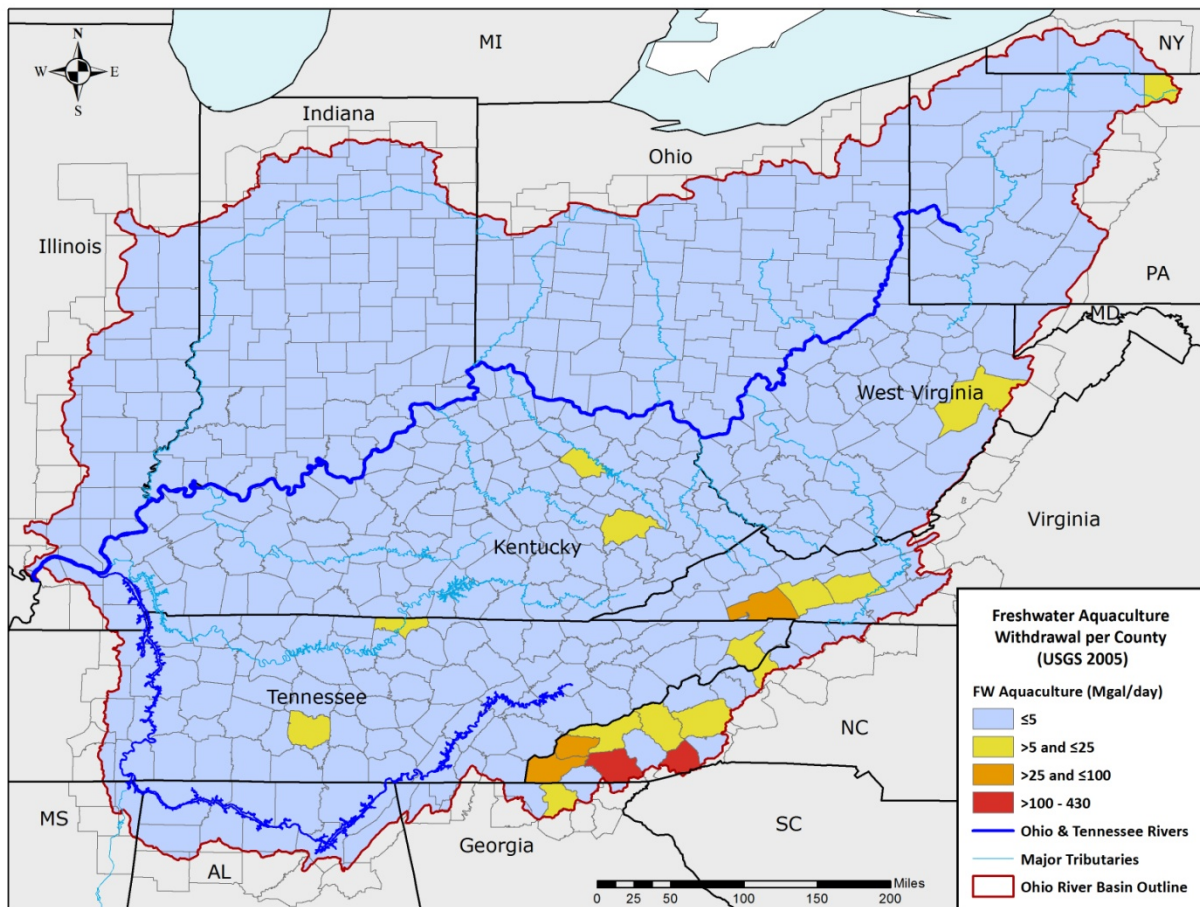 N
W
E
S
MI
NY
Indiana
Ohio
Illinois
PA
MD
West Virginia
Virginia
Kentucky
Tennessee
NC
MS
AL
Georgia
SC
0
50
100
150
200
Miles
Freshwater Aquaculture
Withdrawal per County
(USGS 2005)
FW Aquaculture (Mgal/day)
≤5
>5 and ≤25
>25 and ≤100
>100 - 430
Ohio & Tennessee Rivers
Major Tributaries
Ohio River Basin Outline